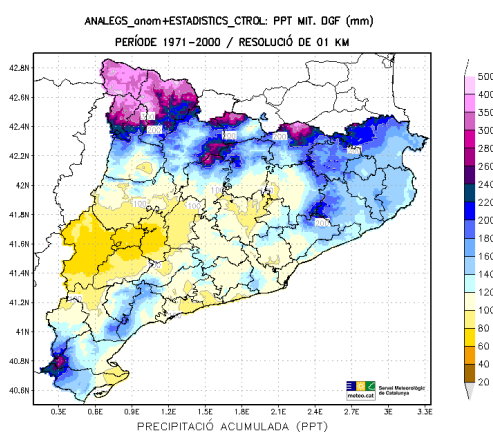 ANALEGS_anom+ESTADISTICS_CTROL: PPT MIT. DGF (mm)
PERÍODE 1971-2000 / RESOLUCIÓ DE 01 KM
42.8N
42.6N
42.4N
42.2N
42N
41.8N
41.6N
41.4N
41.2N
41N
40.8N
40.6N
0.3E 0.6E 0.9E 1.2E 1.5E 1.8E 2.1E 2.4E 2.7E 3E 3.3E
500
400
350
300
260
240
220
200
180
160
140
120
100
80
60
40
20
100
100
200
meteo.cat
Servei Meteorològic
de Catalunya
PRECIPITACIÓ ACUMULADA (PPT)